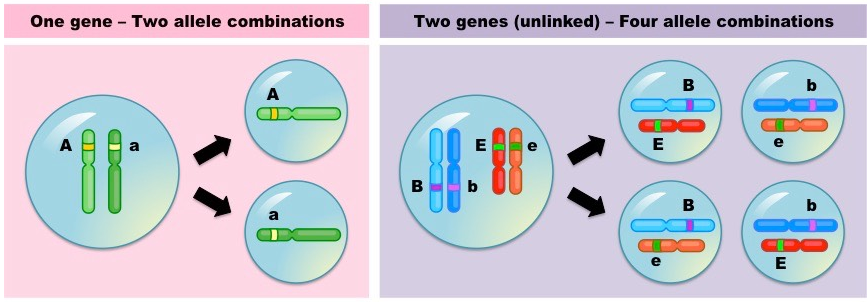 One gene – Two allele combinations
A
a
A
a
Two genes (unlinked) – Four allele combinations
B
b
E
e
B
E
b
e
B
e
b
E